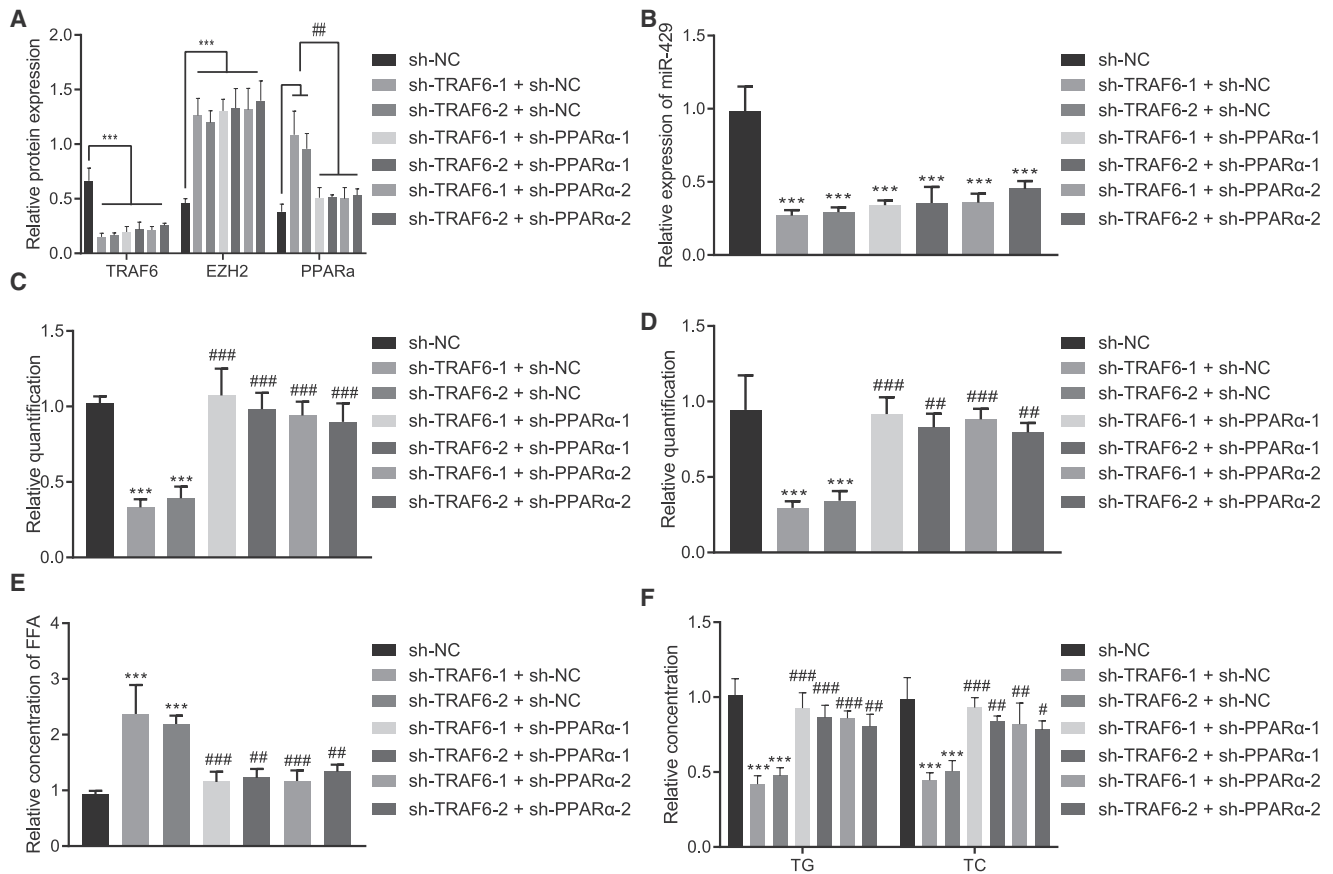 A
Relative protein expression
2.0
1.5
1.0
0.5
0.0
***
***
##
TRAF6 EZH2 PPARa
sh-NC
sh-TRAF6-1 + sh-NC
sh-TRAF6-2 + sh-NC
sh-TRAF6-1 + sh-PPARα-1
sh-TRAF6-2 + sh-PPARα-1
sh-TRAF6-1 + sh-PPARα-2
sh-TRAF6-2 + sh-PPARα-2
B
Relative expression of miR-429
1.5
1.0
0.5
0.0
*** *** *** *** *** ***
sh-NC
sh-TRAF6-1 + sh-NC
sh-TRAF6-2 + sh-NC
sh-TRAF6-1 + sh-PPARα-1
sh-TRAF6-2 + sh-PPARα-1
sh-TRAF6-1 + sh-PPARα-2
sh-TRAF6-2 + sh-PPARα-2
C
Relative quantification
1.5
1.0
0.5
0.0
*** *** ### ### ### ###
sh-NC
sh-TRAF6-1 + sh-NC
sh-TRAF6-2 + sh-NC
sh-TRAF6-1 + sh-PPARα-1
sh-TRAF6-2 + sh-PPARα-1
sh-TRAF6-1 + sh-PPARα-2
sh-TRAF6-2 + sh-PPARα-2
D
Relative quantification
1.5
1.0
0.5
0.0
*** *** ### ## ### ##
sh-NC
sh-TRAF6-1 + sh-NC
sh-TRAF6-2 + sh-NC
sh-TRAF6-1 + sh-PPARα-1
sh-TRAF6-2 + sh-PPARα-1
sh-TRAF6-1 + sh-PPARα-2
sh-TRAF6-2 + sh-PPARα-2
E
Relative concentration of FFA
4
3
2
1
0
*** *** ### ## ### ##
sh-NC
sh-TRAF6-1 + sh-NC
sh-TRAF6-2 + sh-NC
sh-TRAF6-1 + sh-PPARα-1
sh-TRAF6-2 + sh-PPARα-1
sh-TRAF6-1 + sh-PPARα-2
sh-TRAF6-2 + sh-PPARα-2
F
Relative concentration
1.5
1.0
0.5
0.0
*** *** ### ### ### ## *** *** ### ## ## #
TG TC
sh-NC
sh-TRAF6-1 + sh-NC
sh-TRAF6-2 + sh-NC
sh-TRAF6-1 + sh-PPARα-1
sh-TRAF6-2 + sh-PPARα-1
sh-TRAF6-1 + sh-PPARα-2
sh-TRAF6-2 + sh-PPARα-2